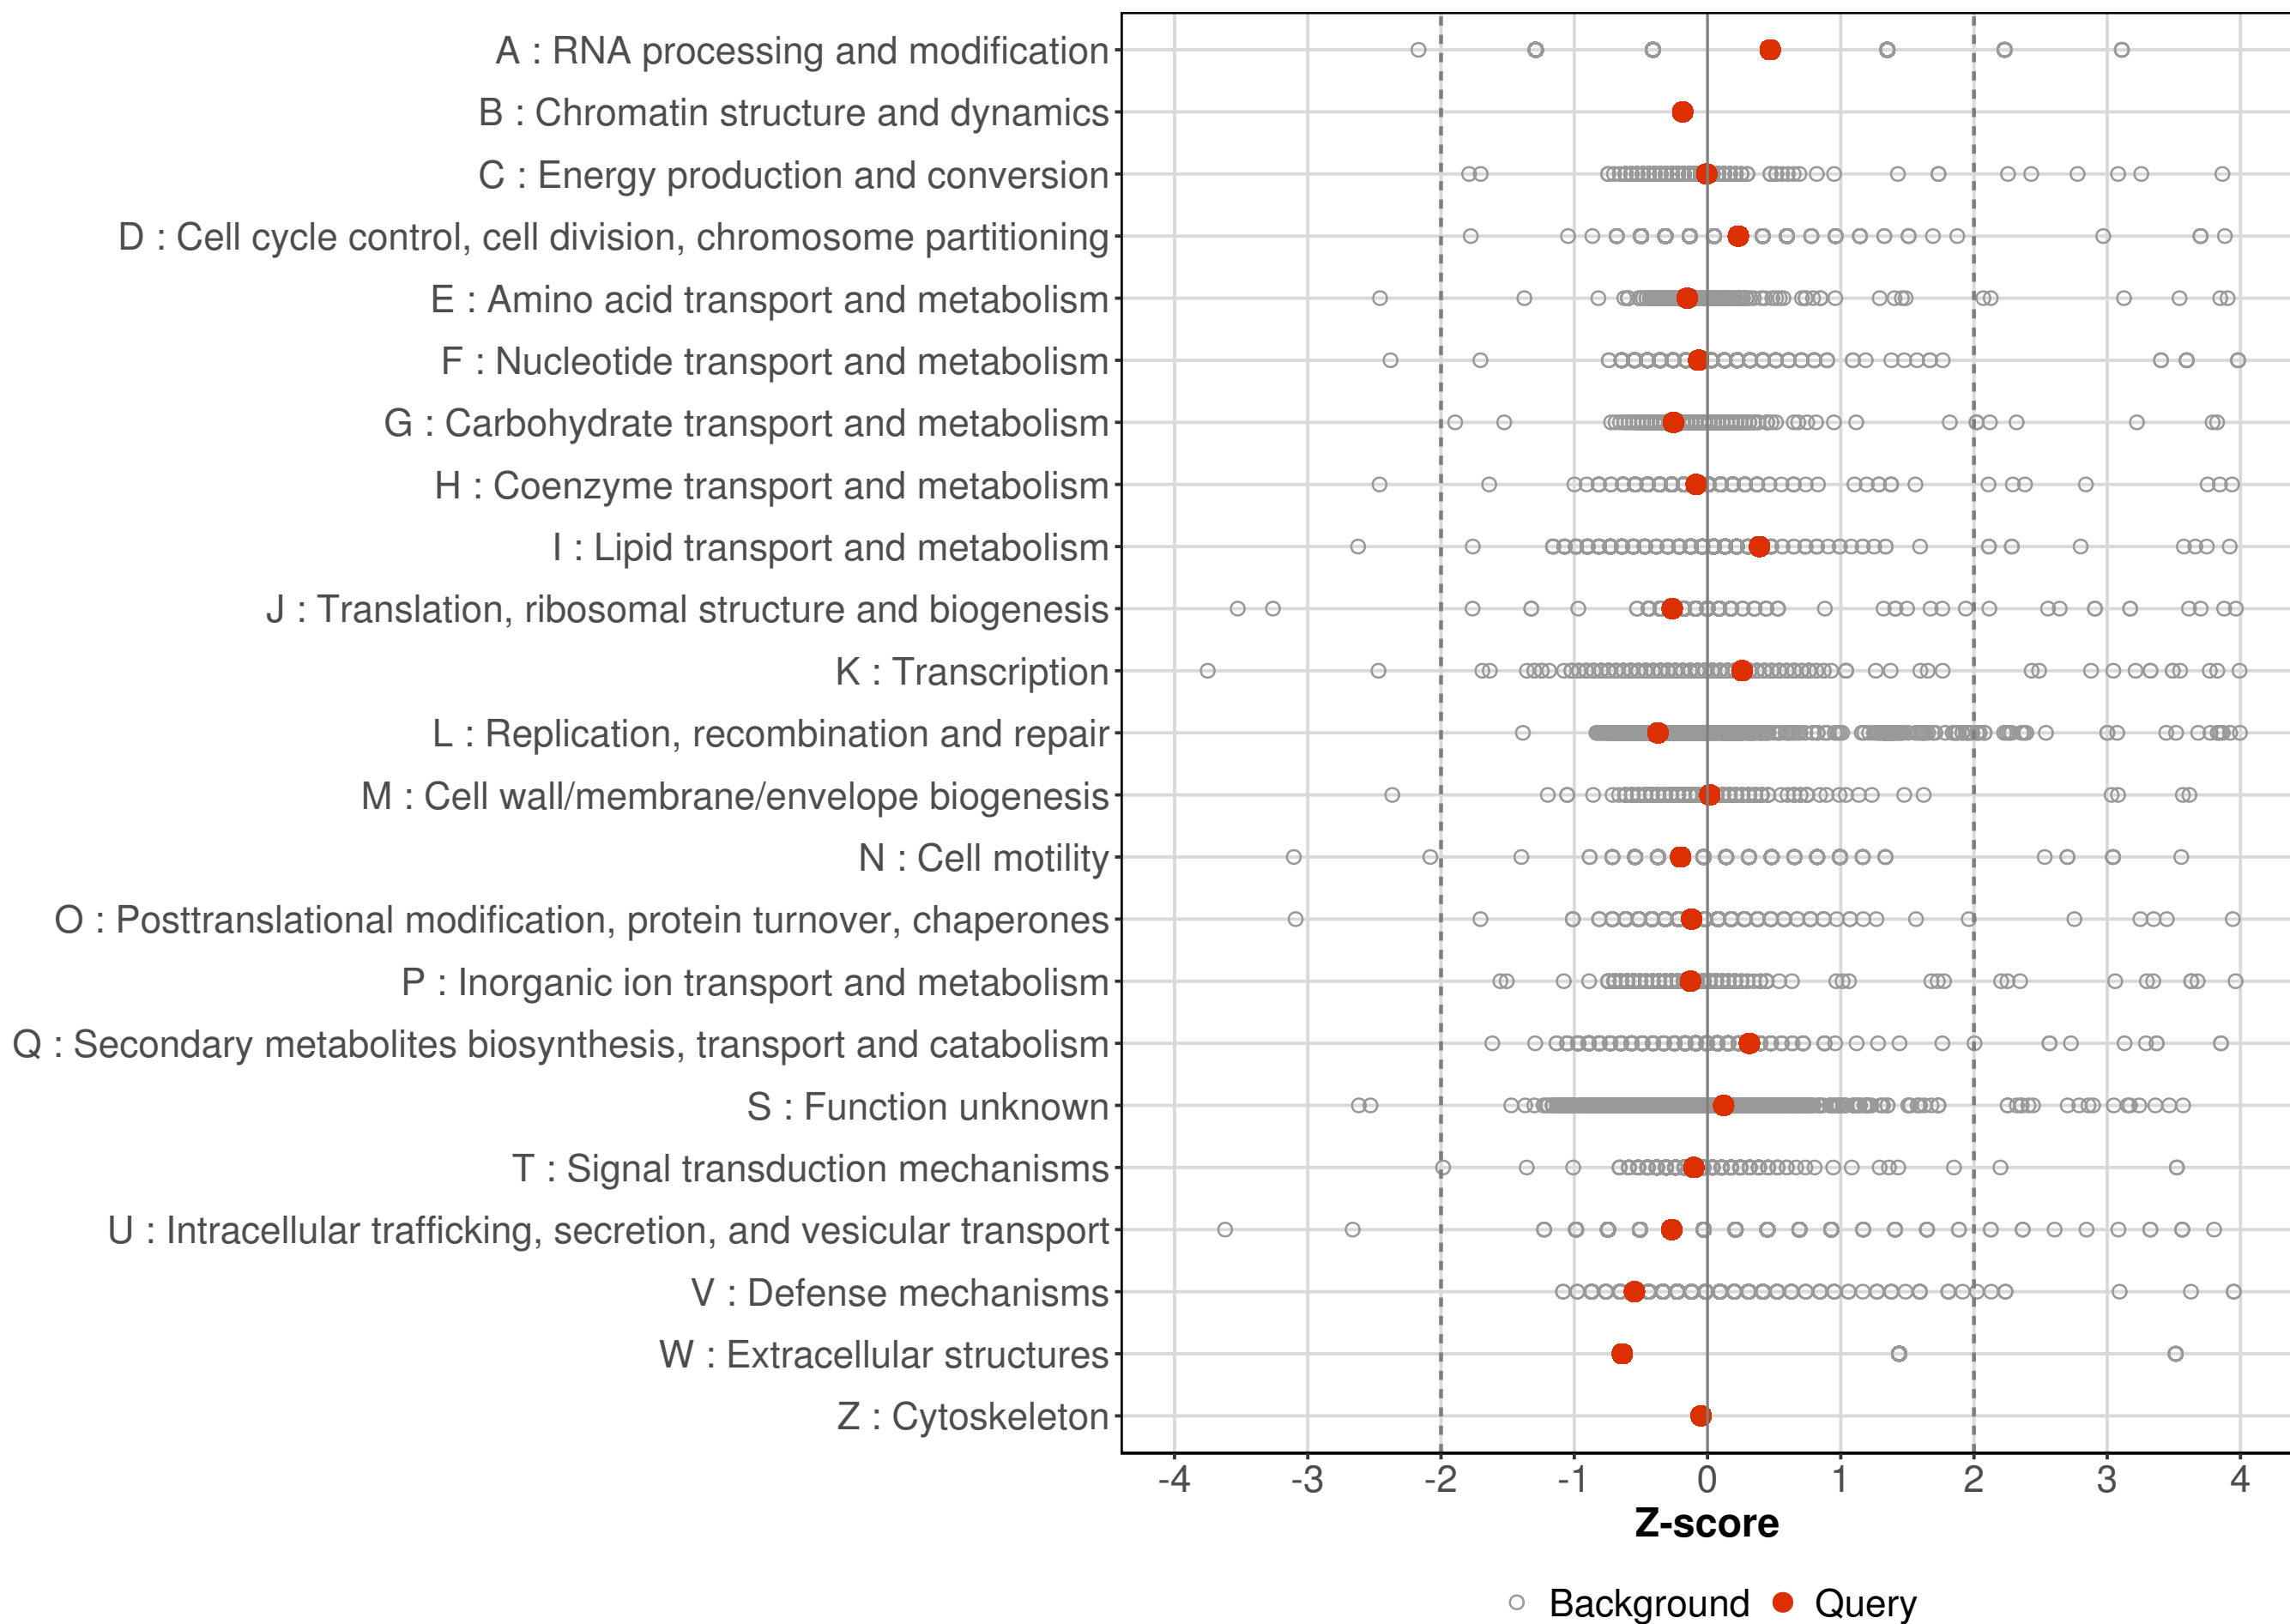 A : RNA processing and modification
B : Chromatin structure and dynamics
C : Energy production and conversion
D : Cell cycle control, cell division, chromosome partitioning
E : Amino acid transport and metabolism
F : Nucleotide transport and metabolism
G : Carbohydrate transport and metabolism
H : Coenzyme transport and metabolism
I : Lipid transport and metabolism
J : Translation, ribosomal structure and biogenesis
K : Transcription
L : Replication, recombination and repair
M : Cell wall/membrane/envelope biogenesis
N : Cell motility
O : Posttranslational modification, protein turnover, chaperones
P : Inorganic ion transport and metabolism
Q : Secondary metabolites biosynthesis, transport and catabolism
S : Function unknown
T : Signal transduction mechanisms
U : Intracellular trafficking, secretion, and vesicular transport
V : Defense mechanisms
W : Extracellular structures
Z : Cytoskeleton
-4 -3 -2 -1 0 1 2 3 4
Z-score
Background Query